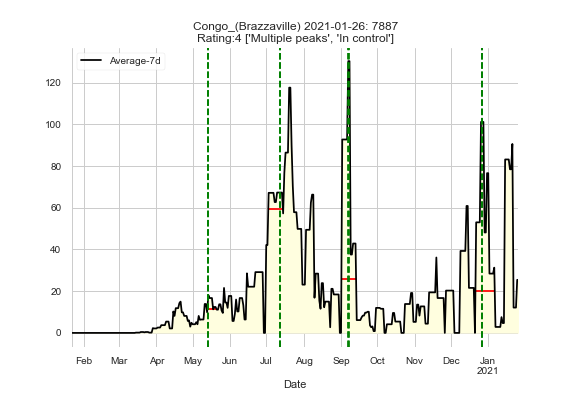 Congo_(Brazzaville) 2021-01-26: 7887
Rating:4 ['Multiple peaks', 'In control']
Average-7d
120
100
80
60
40
20
0
Feb Mar Apr May Jun Jul Aug Sep Oct Nov Dec Jan
2021
Date